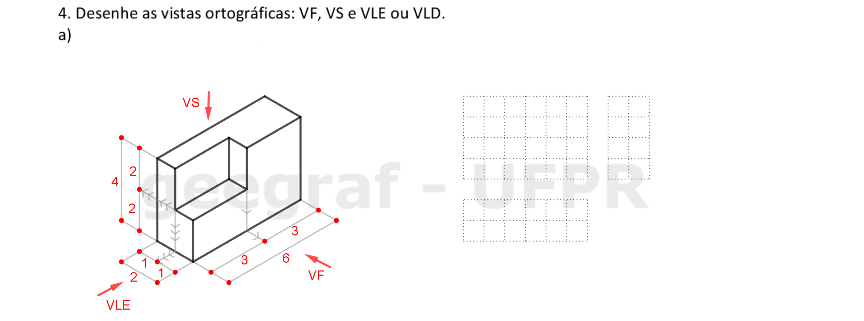 4. Desenhe as vistas ortográficas: VF, VS e VLE ou VLD.
a)
VS
2
4
2
geegraf - UFPR
3
1
3
6
2
1
VF
VLE